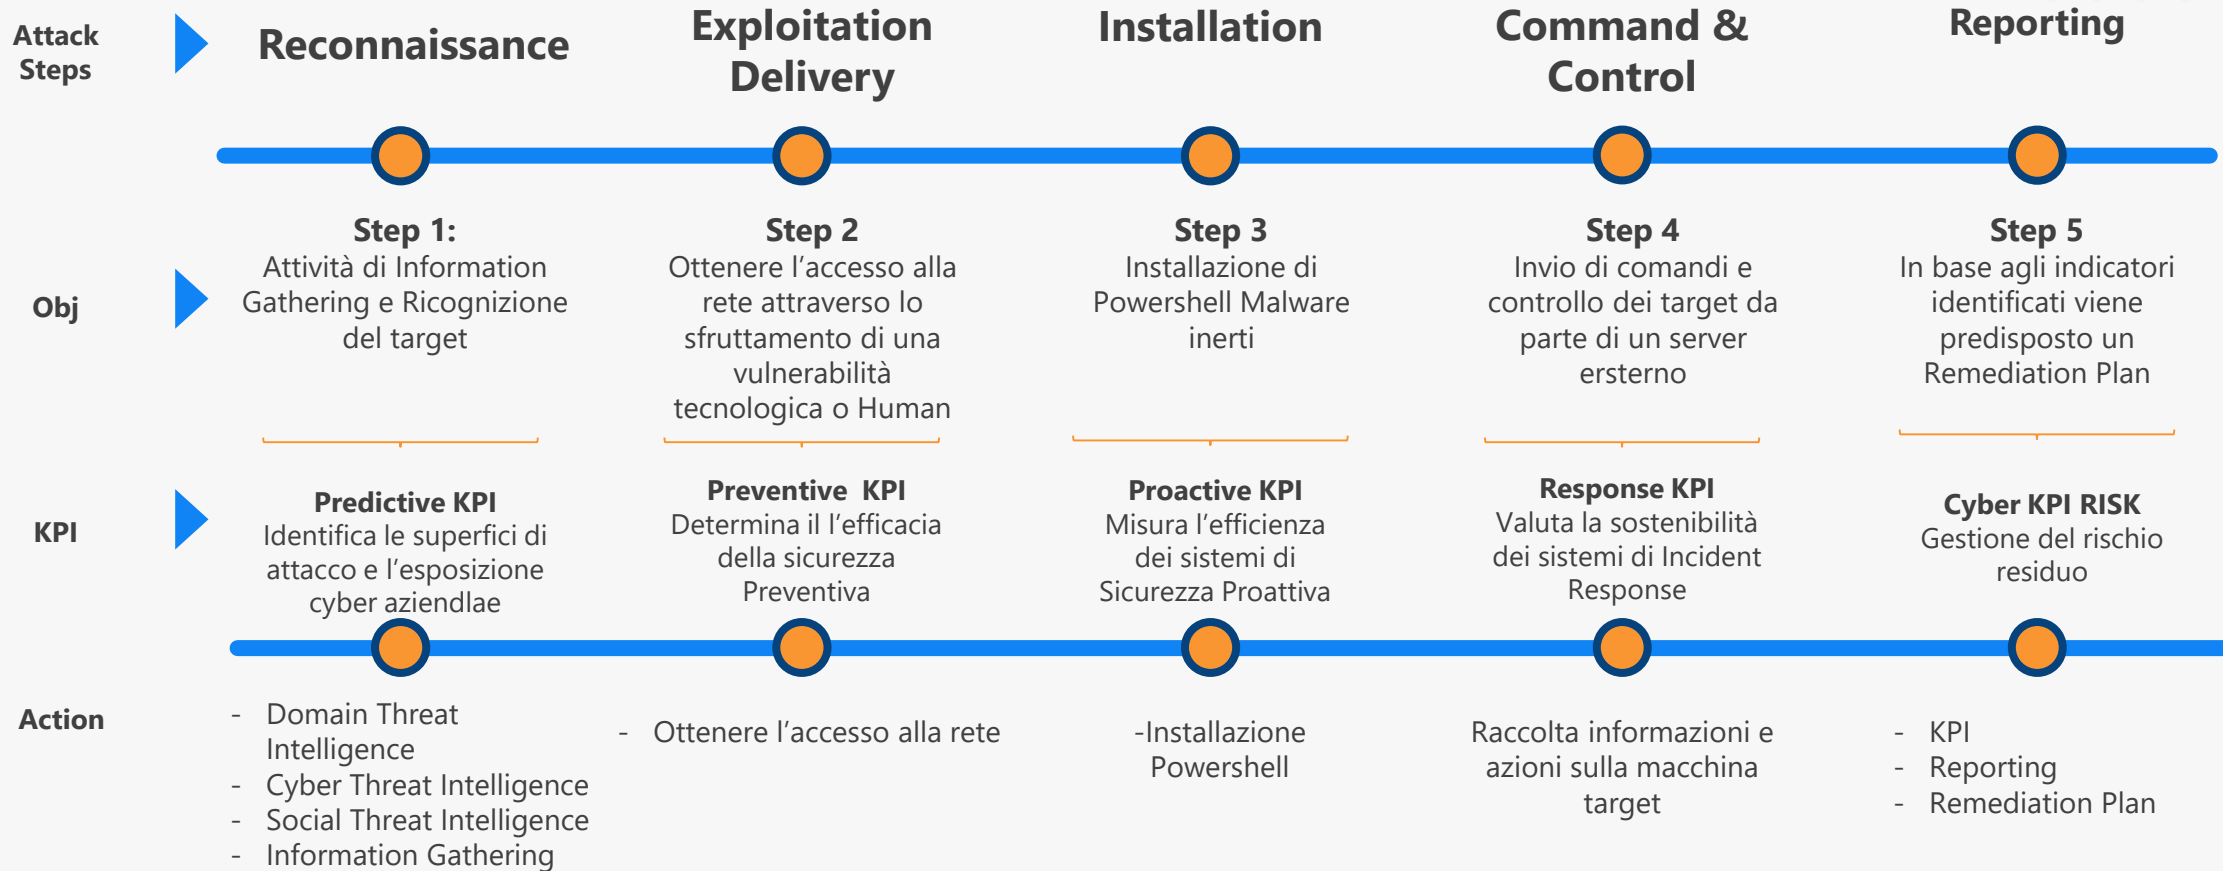 Attack
Steps
Reconnaissance
Exploitation
Delivery
Installation
Command &
Control
Reporting
Obj
Step 1:
Attività di Information
Gathering e Ricognizione
del target
Step 2
Ottenere l’accesso alla
rete attraverso lo
sfruttamento di una
vulnerabilità
tecnologica o Human
Step 3
Installazione di
Powershell Malware
inerti
Step 4
Invio di comandi e
controllo dei target da
parte di un server
ersterno
Step 5
In base agli indicatori
identificati viene
predisposto un
Remediation Plan
KPI
Predictive KPI
Identifica le superfici di
attacco e l’esposizione
cyber aziendlae
Preventive  KPI
Determina il l’efficacia
della sicurezza
Preventiva
Proactive KPI
Misura l’efficienza
dei sistemi di
Sicurezza Proattiva
Response KPI
Valuta la sostenibilità
dei sistemi di Incident
Response
Cyber KPI RISK
Gestione del rischio
residuo
Action
- Domain Threat
Intelligence
- Cyber Threat Intelligence
- Social Threat Intelligence
- Information Gathering
- Ottenere l’accesso alla rete
-Installazione
Powershell
Raccolta informazioni e
azioni sulla macchina
target
- KPI
- Reporting
- Remediation Plan